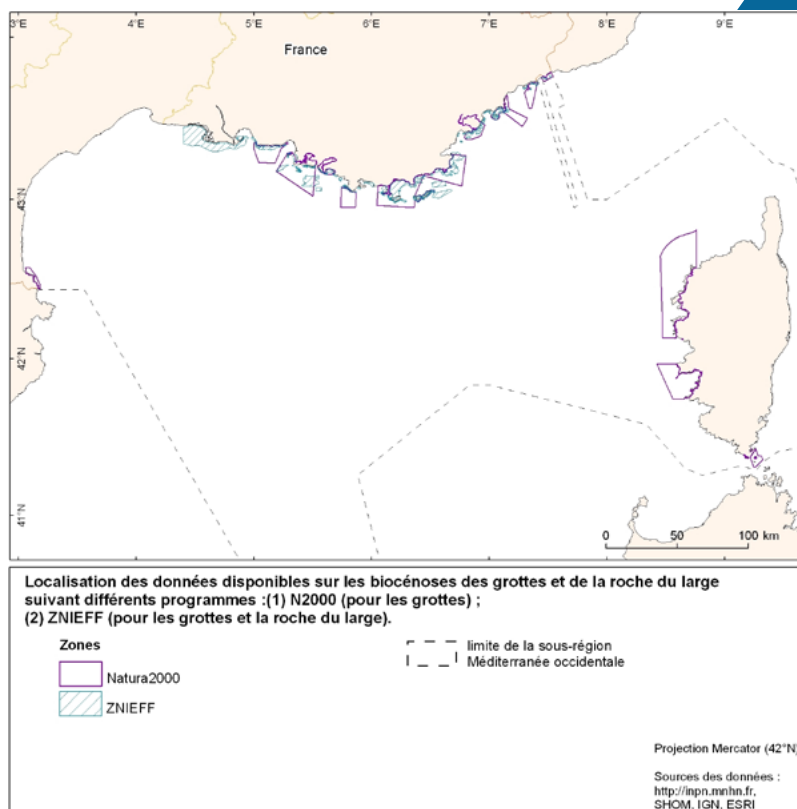 3°E 4°E 5°E 6°E 7°E 8°E 9°E
France
43°N
42°N
41°N
0 50 100 km
Localisation des données disponibles sur les biocénoses des grottes et de la roche du large
suivant différents programmes :(1) N2000 (pour les grottes) ;
(2) ZNIEFF (pour les grottes et la roche du large).
Zones
Natura2000
ZNIEFF
limite de la sous-région
Méditerranée occidentale
Projection Mercator (42°N)
Sources des données :
http://inpn.mnhn.fr,
SHOM, IGN, ESRI